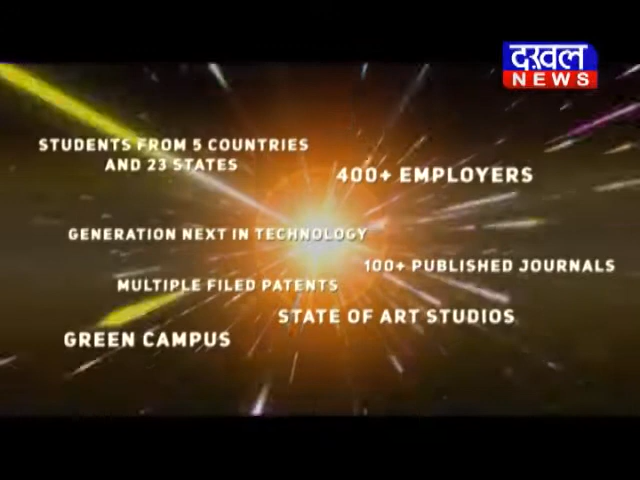 दख़ल
NEWS
STUDENTS FROM 5 COUNTRIES
AND 23 STATES
400+ EMPLOYERS
GENERATION NEXT IN TECHNOLOGY
100+ PUBLISHED JOURNALS
MULTIPLE FILED PATENTS
STATE OF ART STUDIOS
GREEN CAMPUS